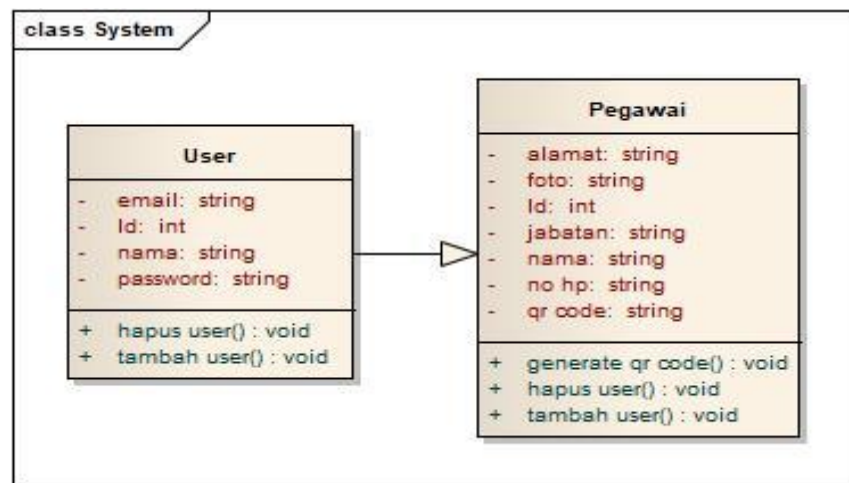 class System
User
- email: string
- Id: int
- nama: string
- password: string
+ hapus user() : void
+ tambah user() : void
Pegawai
- alamat: string
- foto: string
- Id: int
- jabatan: string
- nama: string
- no hp: string
- qr code: string
+ generate qr code() : void
+ hapus user() : void
+ tambah user() : void